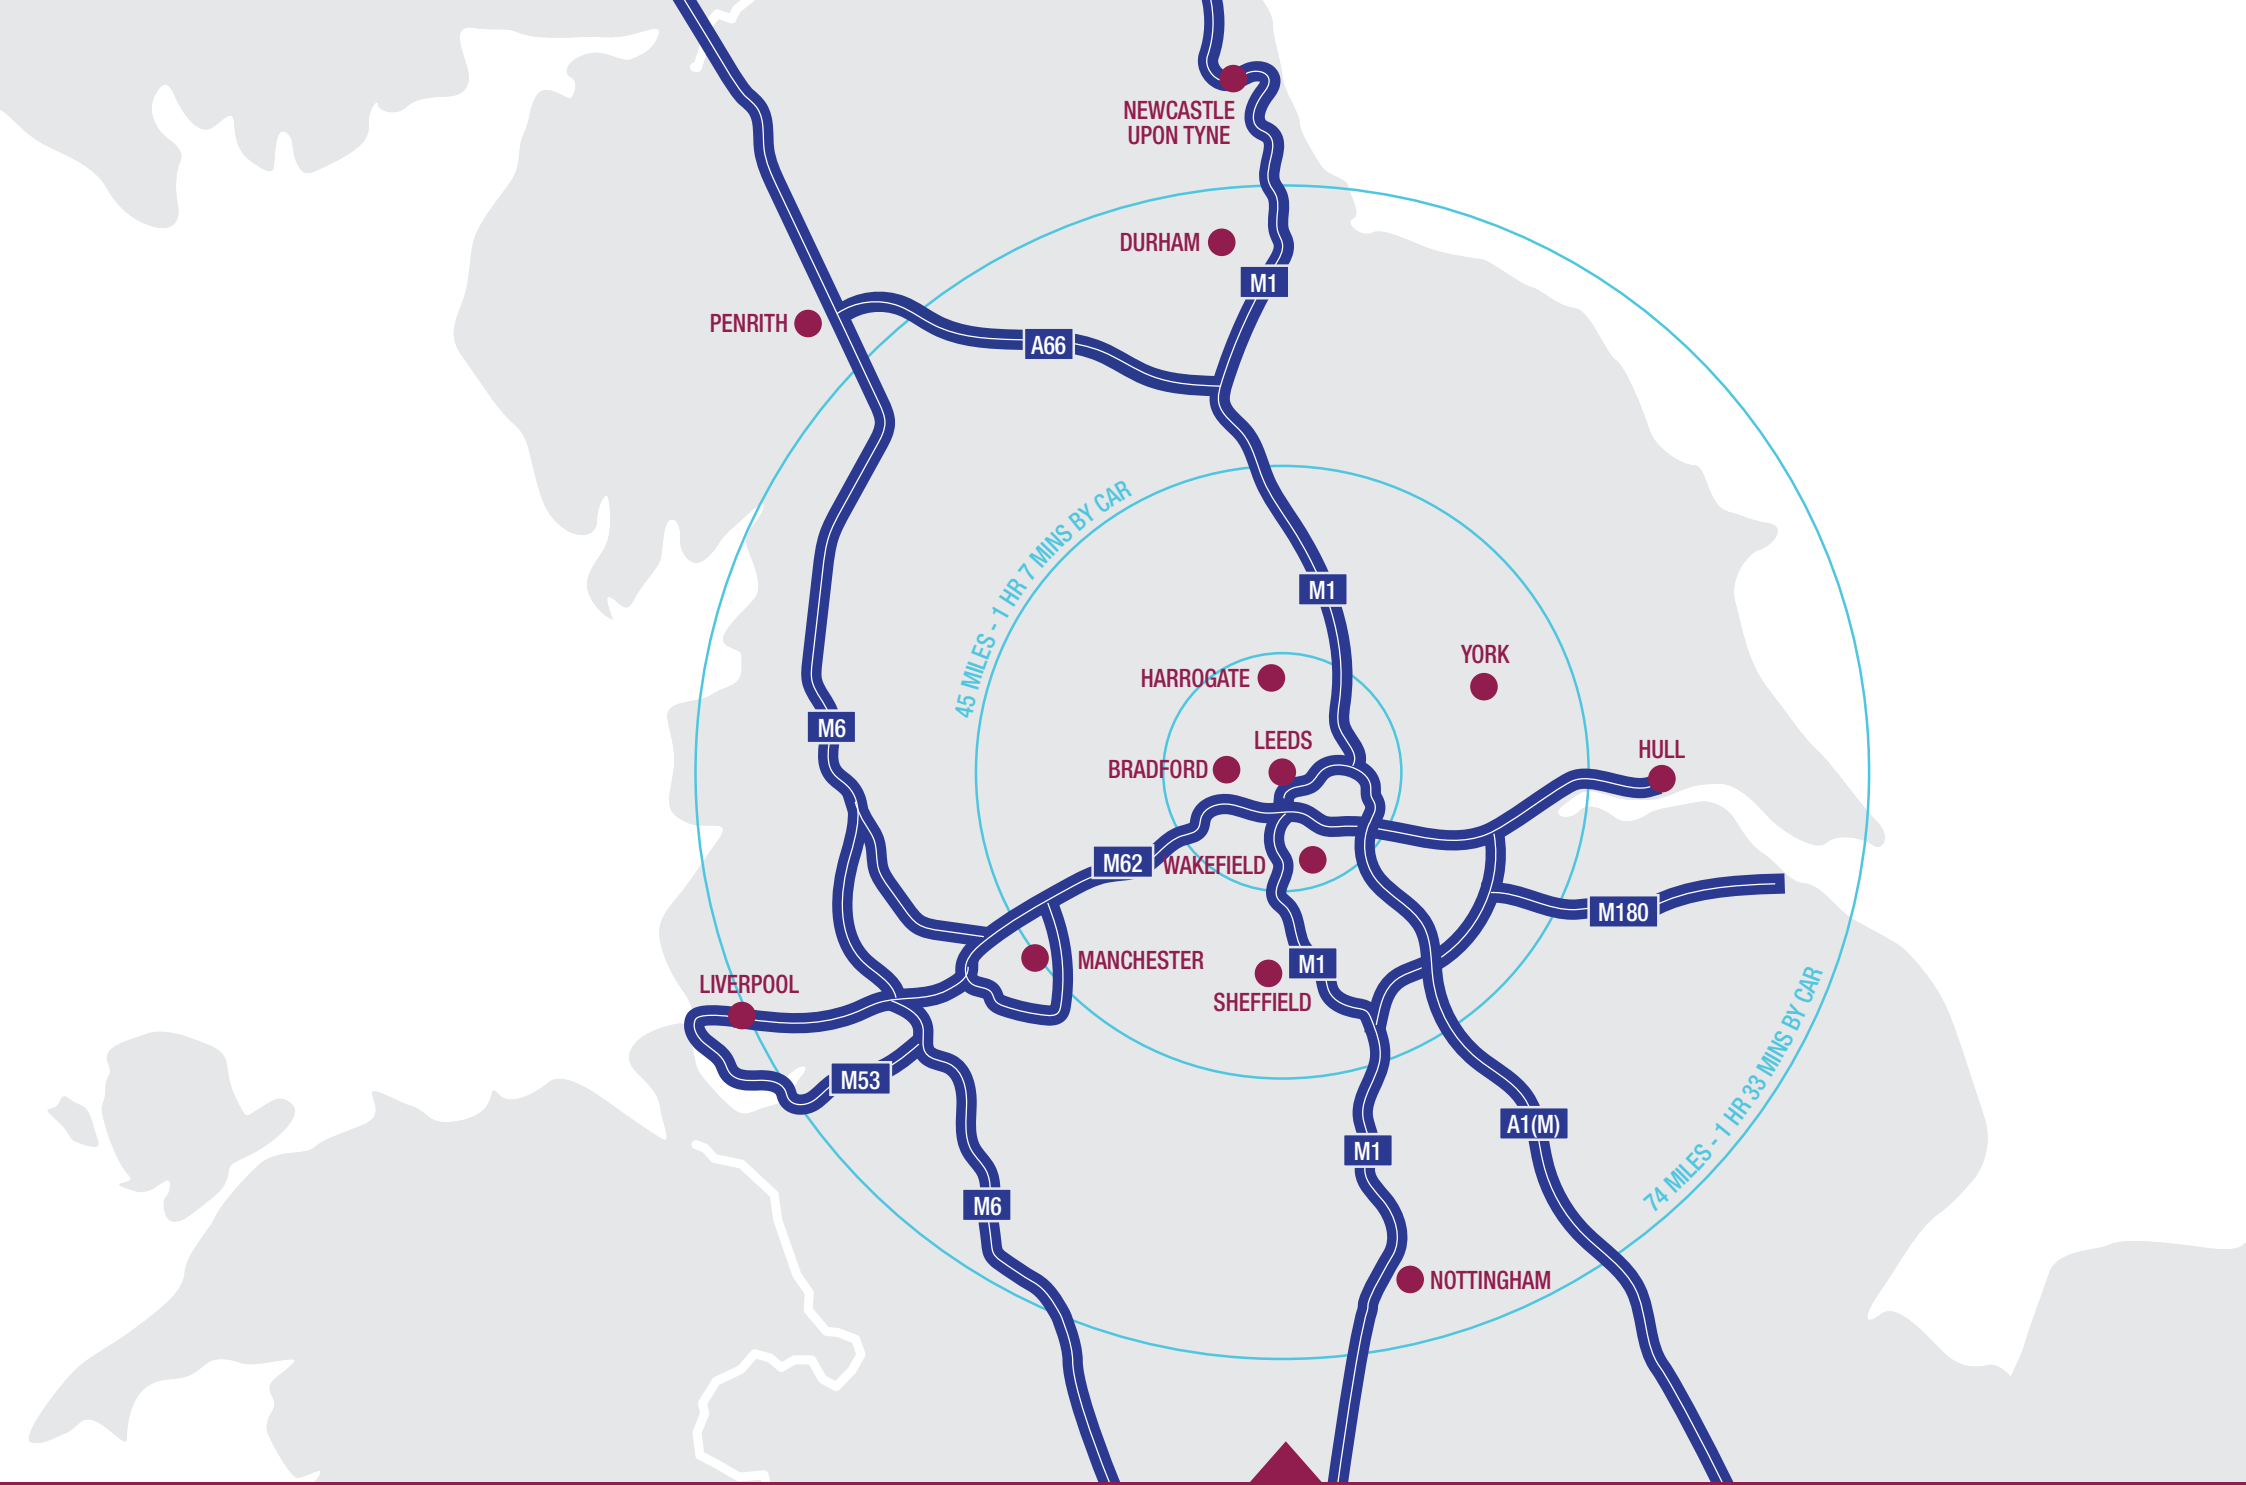 NEWCASTLE
UPON TYNE
DURHAM
M1
PENRITH
A66
45 MILES - 1 HR 7 MINS BY CAR
M1
YORK
HARROGATE
M6
LEEDS
HULL
BRADFORD
M62
WAKEFIELD
M180
MANCHESTER
M1
LIVERPOOL
SHEFFIELD
M53
74 MILES - 1 HR 33 MINS BY CAR
A1(M)
M1
M6
NOTTINGHAM